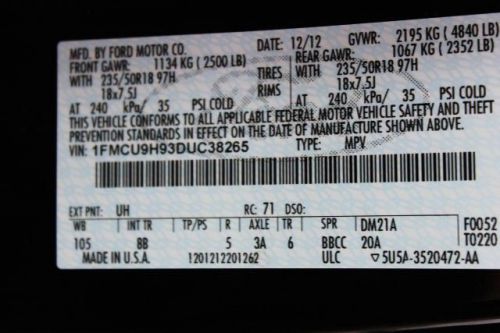 MFD. BY FORD MOTOR CO. DATE: 12/12 GVWR: 2195 KG ( 4840 LB)
FRONT GAWR: 1134 KG ( 2500 LB) REAR GAWR: 1067 KG ( 2352 LB)
WITH 235/50R18 97H TIRES WITH 235/50R18 97H
18x7.5J RIMS 18x7.5J
AT 240 kPa/ 35 PSI COLD AT 240 kPa/ 35 PSI COLD
THIS VEHICLE CONFORMS TO ALL APPLICABLE FEDERAL MOTOR VEHICLE SAFETY AND THEFT
PREVENTION STANDARDS IN EFFECT ON THE DATE OF MANUFACTURE SHOWN ABOVE.
VIN: 1FMCU9H93DUC38265 TYPE: MPV
EXT PNT: UH RC: 71 DSO:
WB INT TR TP/PS R AXLE TR SPR DM21A F0052
105 BB 5 3A 6 BBCC 20A T0220
MADE IN U.S.A. 1201212201262 ULC ▽5U5A-3520472-AA